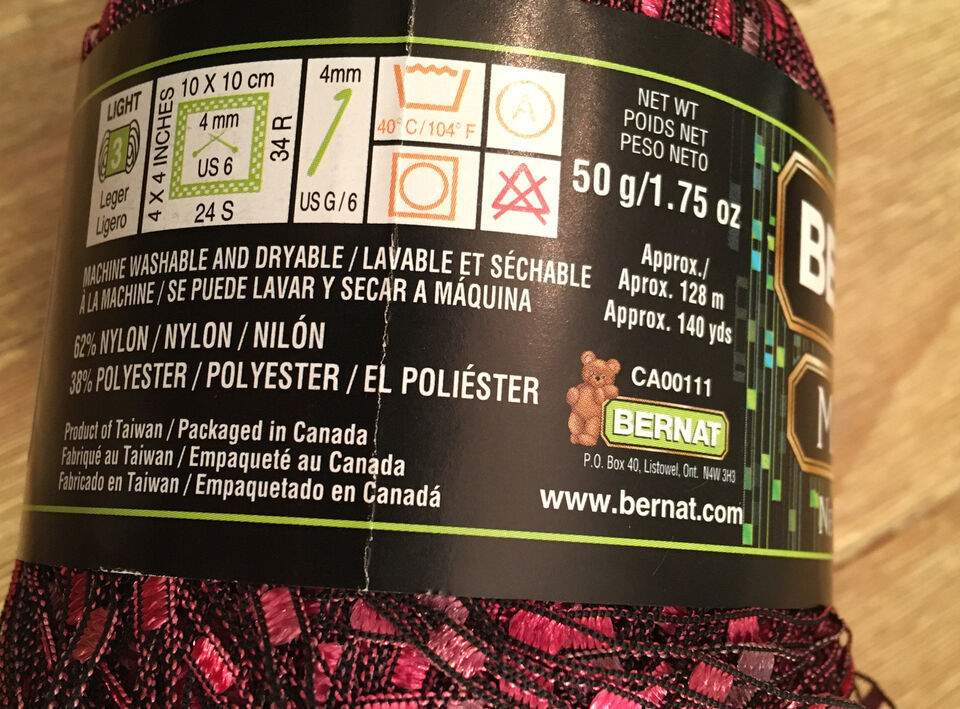 LIGHT
3
Leger
Ligero
4 X 4 INCHES
10 X 10 cm
4 mm
US 6
34 R
24 S
4mm
US G/6
40° C/104° F
A
NET WT
POIDS NET
PESO NETO
50 g/1.75 oz
Approx./
Aprox. 128 m
Approx. 140 yds
MACHINE WASHABLE AND DRYABLE / LAVABLE ET SÉCHABLE
À LA MACHINE / SE PUEDE LAVAR Y SECAR A MÁQUINA
62% NYLON / NYLON / NILÓN
38% POLYESTER / POLYESTER / EL POLIÉSTER
Product of Taiwan / Packaged in Canada
Fabriqué au Taiwan / Empaqueté au Canada
Fabricado en Taiwan / Empaquetado en Canadá
CA00111
BERNAT
P.O. Box 40, Listowel, Ont. N4W 3H3
www.bernat.com